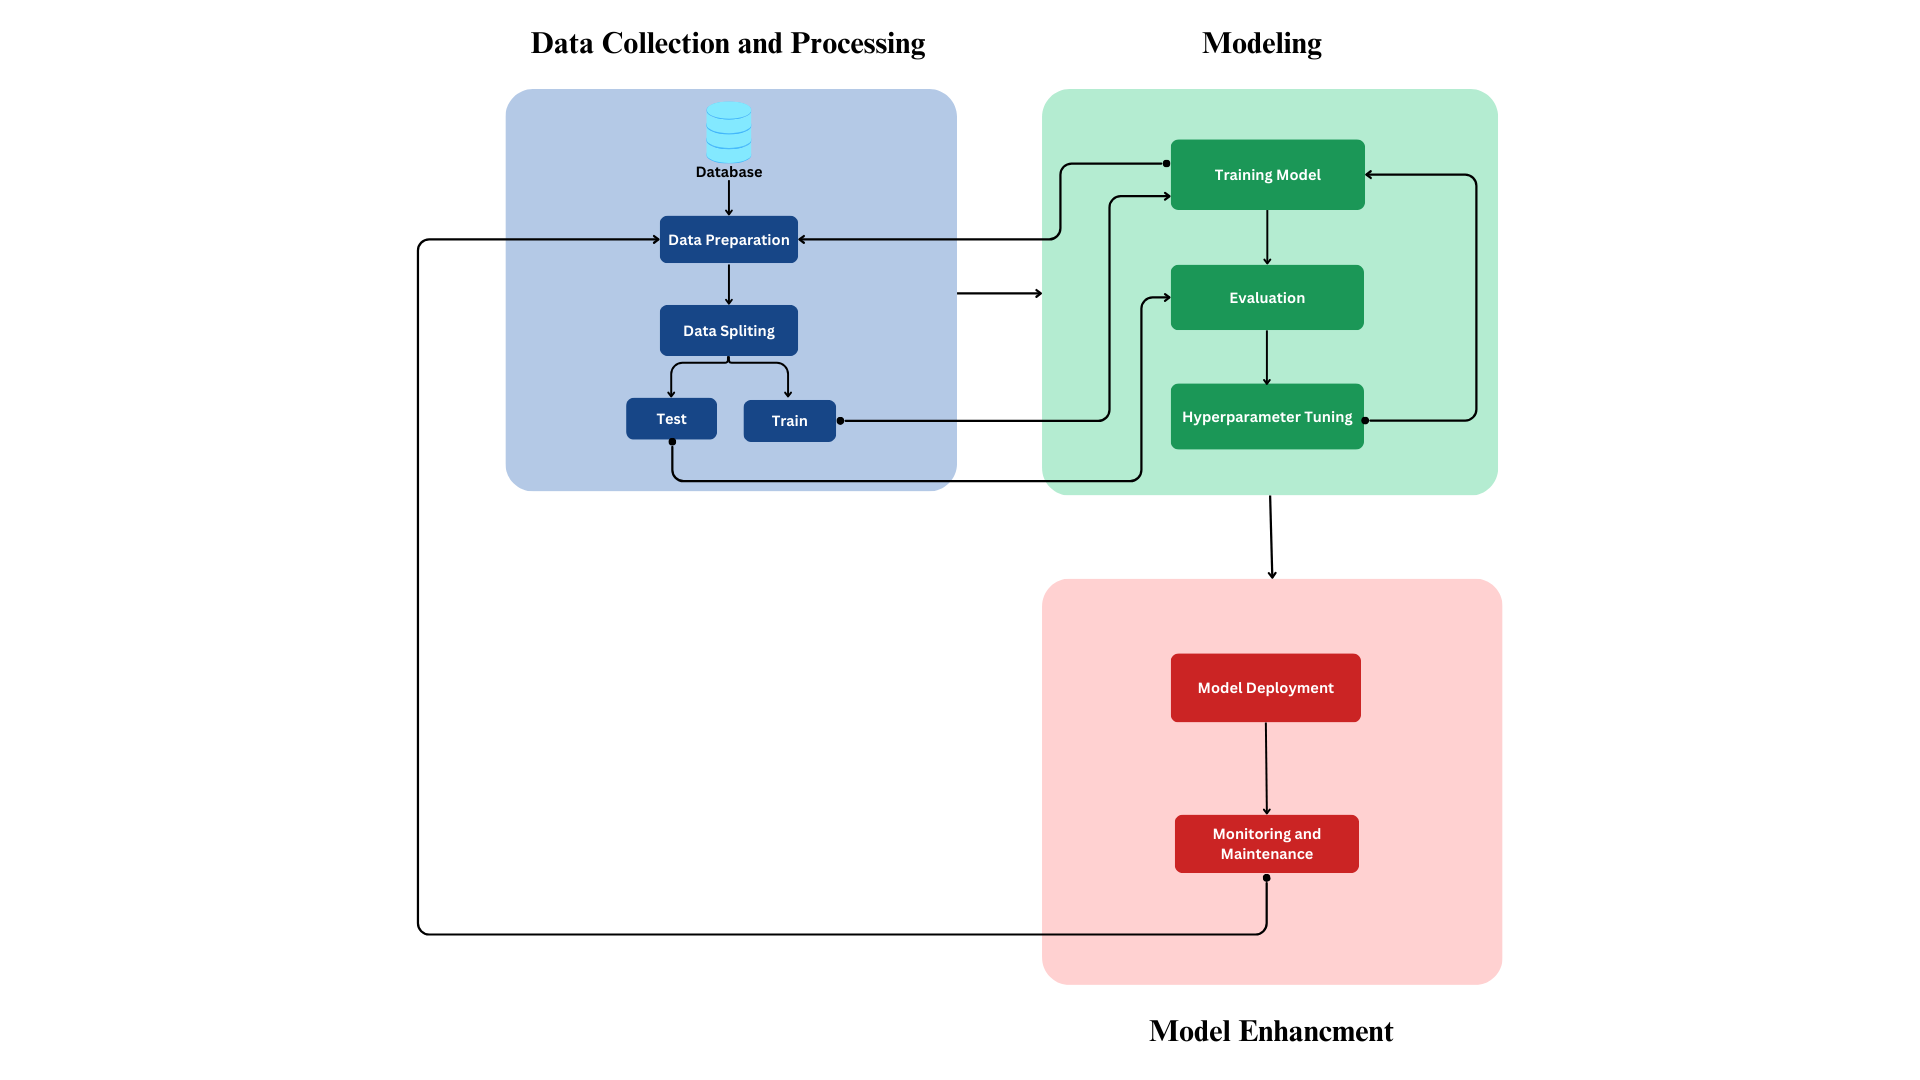 Data Collection and Processing
Modeling
Database
Data Preparation
Data Spliting
Test
Train
Training Model
Evaluation
Hyperparameter Tuning
Model Deployment
Monitoring and
Maintenance
Model Enhancment